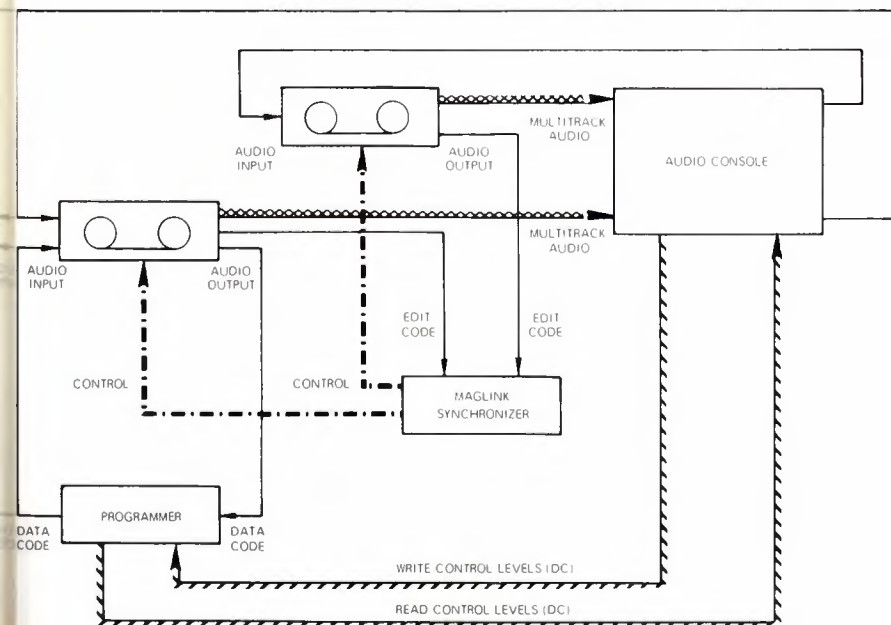 AUDIO
INPUT
AUDIO
OUTPUT
MULTITRACK
AUDIO
AUDIO CONSOLE
AUDIO
INPUT
AUDIO
OUTPUT
MULTITRACK
AUDIO
EDIT
CODE
EDIT
CODE
CONTROL
CONTROL
MAGLINK
SYNCHRONIZER
PROGRAMMER
DATA
CODE
DATA
CODE
WRITE CONTROL LEVELS (DC)
READ CONTROL LEVELS (DC)